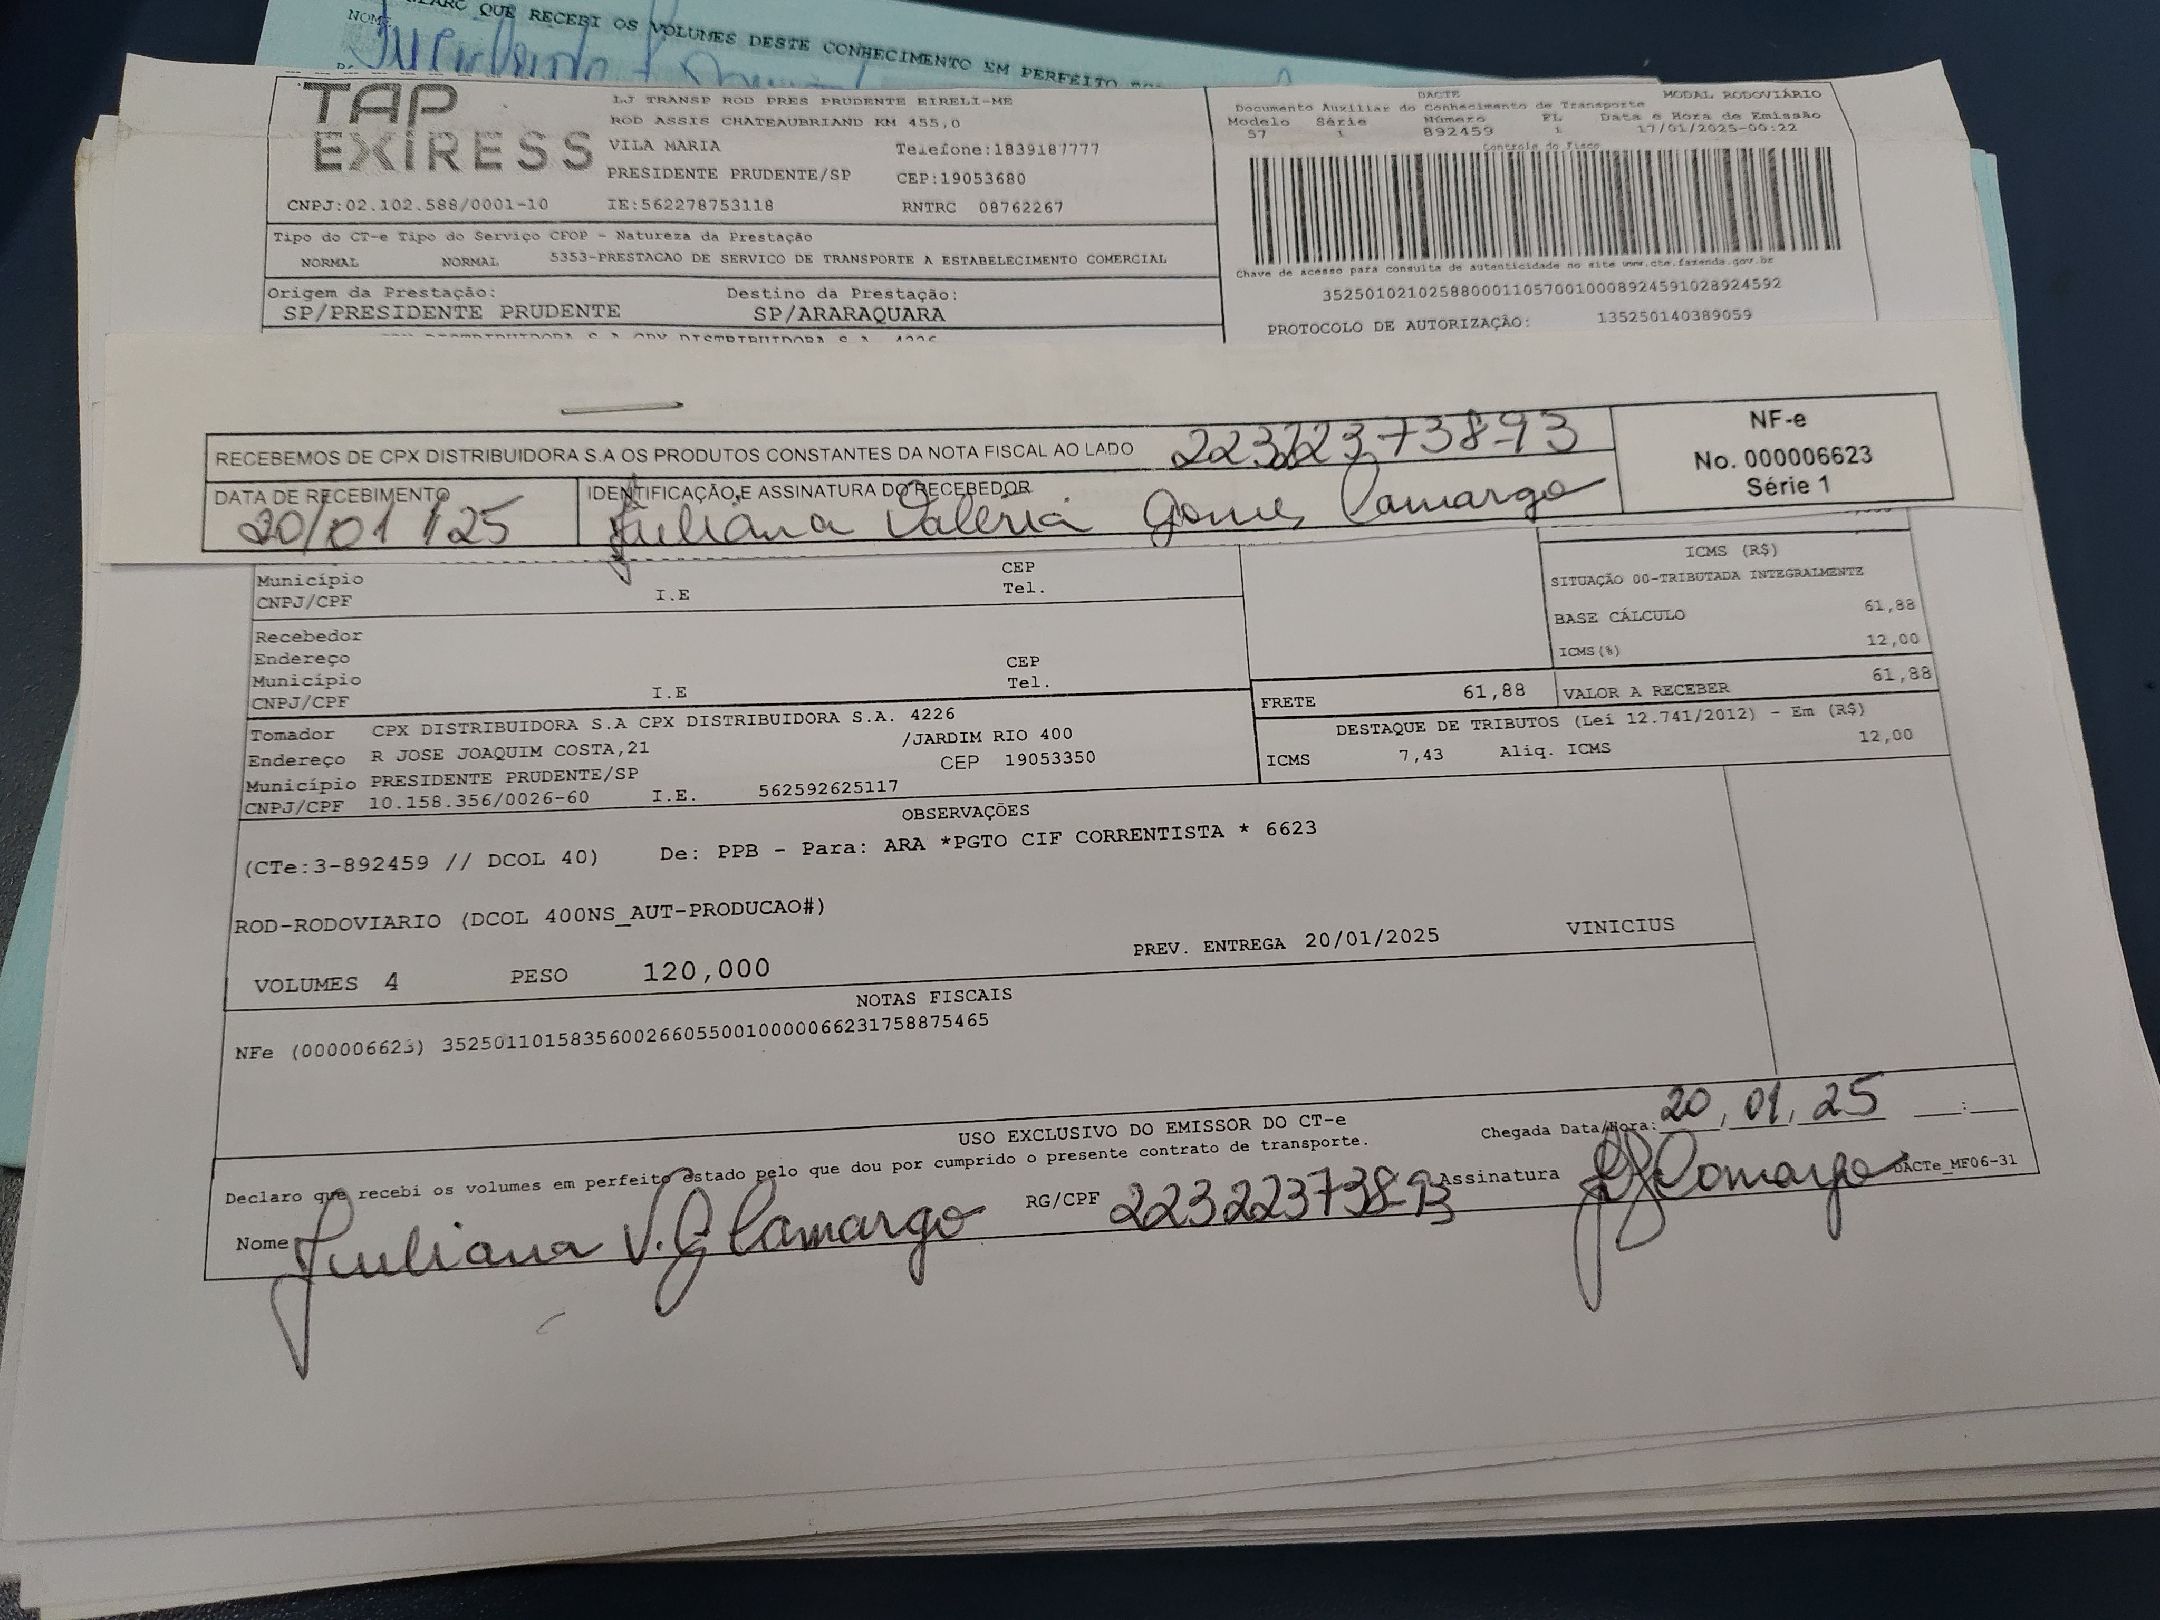 QUE RECEBI OS VOLUMES DESTE CONHECIMENTO EM PERFEITO
NOME
TAP
EXIRESS
LJ TRANSP ROD PRES PRUDENTE EIRELI-ME
ROD ASSIS CHATEAUBRIAND KM 455,0
VILA MARIA Telefone:1839187777
PRESIDENTE PRUDENTE/SP CEP:19053680
CNPJ:02.102.588/0001-10 IE:562278753118 RNTRC 08762267
DACTE MODAL RODOVIÁRIO
Documento Auxiliar do Conhecimento de Transporte
Modelo Série Número FL Data e Hora de Emissão
57 1 892459 1 17/01/2025-00:22
Controle do Fisco
Chave de acesso para consulta de autenticidade no site www.cte.fazenda.gov.br
35250102102588000110570010008924591028924592
PROTOCOLO DE AUTORIZAÇÃO: 135250140389059
Tipo do CT-e Tipo do Serviço CFOP - Natureza da Prestação
NORMAL NORMAL 5353-PRESTACAO DE SERVICO DE TRANSPORTE A ESTABELECIMENTO COMERCIAL
Origem da Prestação: Destino da Prestação:
SP/PRESIDENTE PRUDENTE SP/ARARAQUARA
RECEBEMOS DE CPX DISTRIBUIDORA S.A OS PRODUTOS CONSTANTES DA NOTA FISCAL AO LADO 223223738-93
DATA DE RECEBIMENTO IDENTIFICAÇÃO E ASSINATURA DO RECEBEDOR
20/01/25 Juliana Valéria Gomes Camargo
NF-e
No. 000006623
Série 1
Município CEP
CNPJ/CPF I.E Tel.
Recebedor
Endereço
Município CEP
CNPJ/CPF I.E Tel.
ICMS (R$)
SITUAÇÃO 00-TRIBUTADA INTEGRALMENTE
BASE CÁLCULO 61,88
ICMS(%) 12,00
FRETE 61,88 VALOR A RECEBER 61,88
DESTAQUE DE TRIBUTOS (Lei 12.741/2012) - Em (R$)
ICMS 7,43 Aliq. ICMS 12,00
Tomador CPX DISTRIBUIDORA S.A CPX DISTRIBUIDORA S.A. 4226
Endereço R JOSE JOAQUIM COSTA,21 /JARDIM RIO 400
Município PRESIDENTE PRUDENTE/SP CEP 19053350
CNPJ/CPF 10.158.356/0026-60 I.E. 562592625117
OBSERVAÇÕES
(CTe:3-892459 // DCOL 40) De: PPB - Para: ARA *PGTO CIF CORRENTISTA * 6623
ROD-RODOVIARIO (DCOL 400NS_AUT-PRODUCAO#)
VOLUMES 4 PESO 120,000 PREV. ENTREGA 20/01/2025 VINICIUS
NOTAS FISCAIS
NFe (000006623) 35250110158356002660550010000066231758875465
USO EXCLUSIVO DO EMISSOR DO CT-e
Declaro que recebi os volumes em perfeito estado pelo que dou por cumprido o presente contrato de transporte.
Chegada Data/Hora: 20/01/25 __:__
Nome Juliana V.G Camargo RG/CPF 223223738-93 Assinatura JGCamargo
DACTe_MF06-31